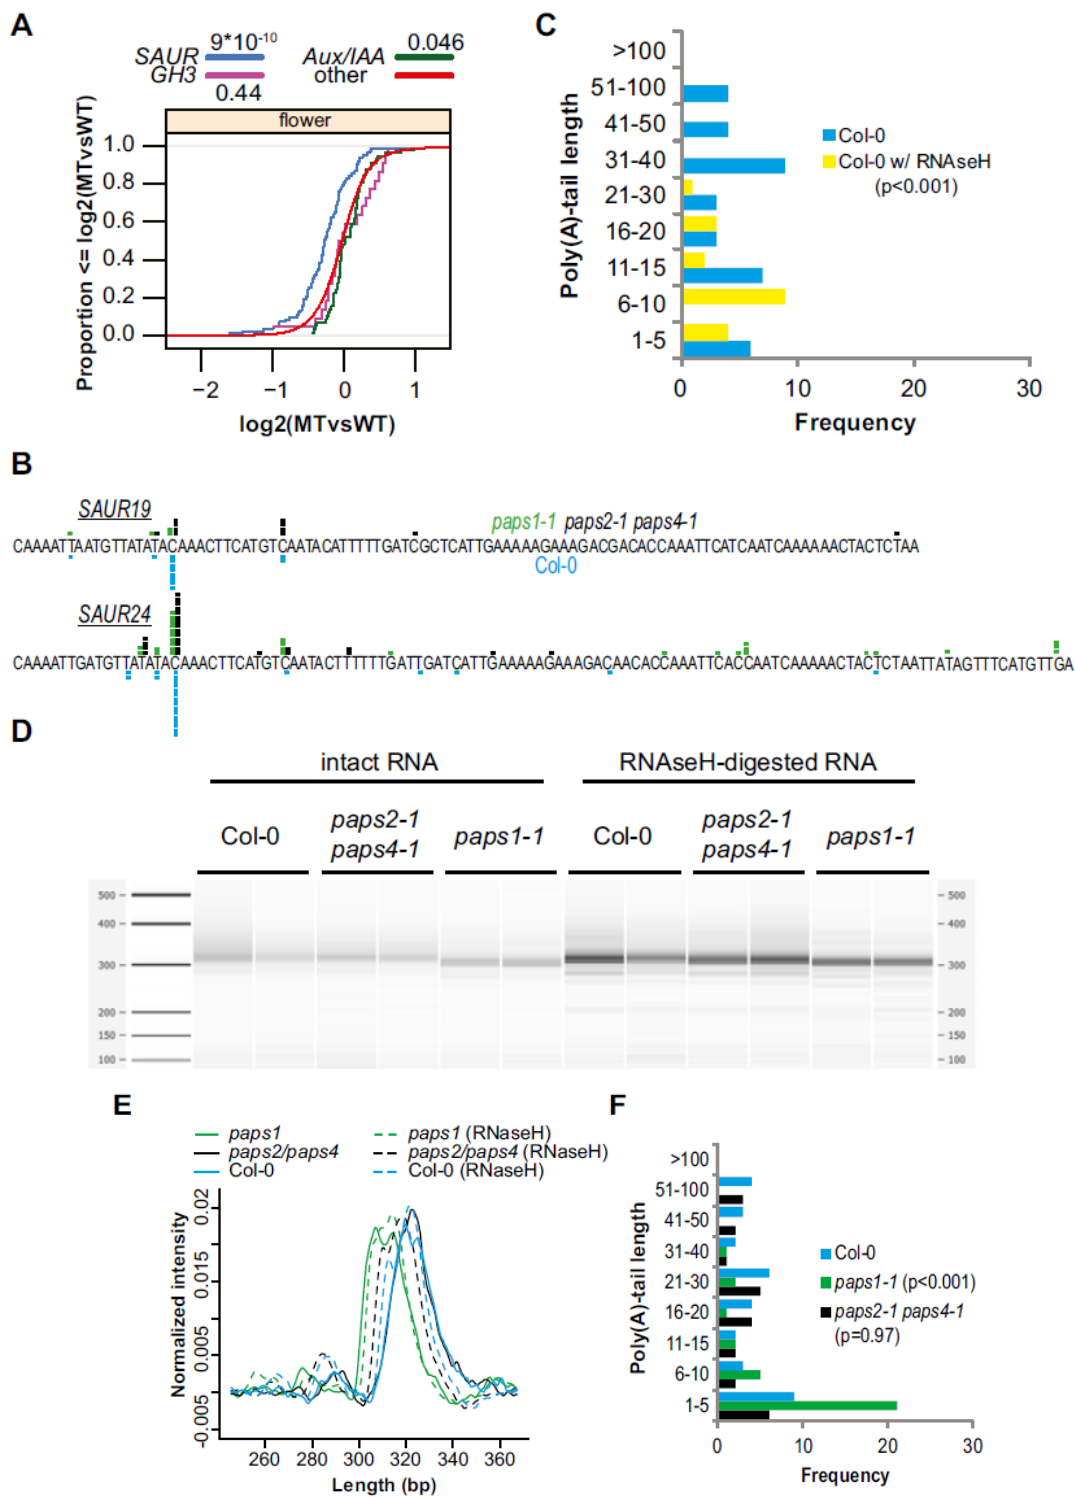 A
9*10-10
0.046
SAUR
Aux/IAA
GH3
other
0.44
flower
Proportion <= log2(MTvsWT)
1.0
0.8
0.6
0.4
0.2
0.0
−2
−1
0
1
log2(MTvsWT)
C
Poly(A)-tail length
>100
51-100
41-50
31-40
21-30
16-20
11-15
6-10
1-5
Col-0
Col-0 w/ RNAseH
(p<0.001)
0
10
20
30
Frequency
B
SAUR19
paps1-1 paps2-1 paps4-1
CAAAATTAATGTTATATACAAACTTCATGTCAATACATTTTTGATCGCTCATTGAAAAAGAAAGACGACACCAAATTCATCAATCAAAAAACTACTCTAA
Col-0
SAUR24
CAAAATTGATGTTATATACAAACTTCATGTCAATACTTTTTTGATTGATCATTGAAAAAGAAAGACAACACCAAATTCACCAATCAAAAACTACTCTAATTATAGTTTCATGTTGA
D
intact RNA
RNAseH-digested RNA
Col-0
paps2-1
paps4-1
paps1-1
Col-0
paps2-1
paps4-1
paps1-1
500
400
300
200
150
100
500
400
300
200
150
100
E
paps1
paps1 (RNaseH)
paps2/paps4
paps2/paps4 (RNaseH)
Col-0
Col-0 (RNaseH)
Normalized intensity
0.02
0.015
0.005
-0.005
260
280
300
320
340
360
Length (bp)
F
Poly(A)-tail length
>100
51-100
41-50
31-40
21-30
16-20
11-15
6-10
1-5
Col-0
paps1-1 (p<0.001)
paps2-1 paps4-1
(p=0.97)
0
10
20
30
Frequency